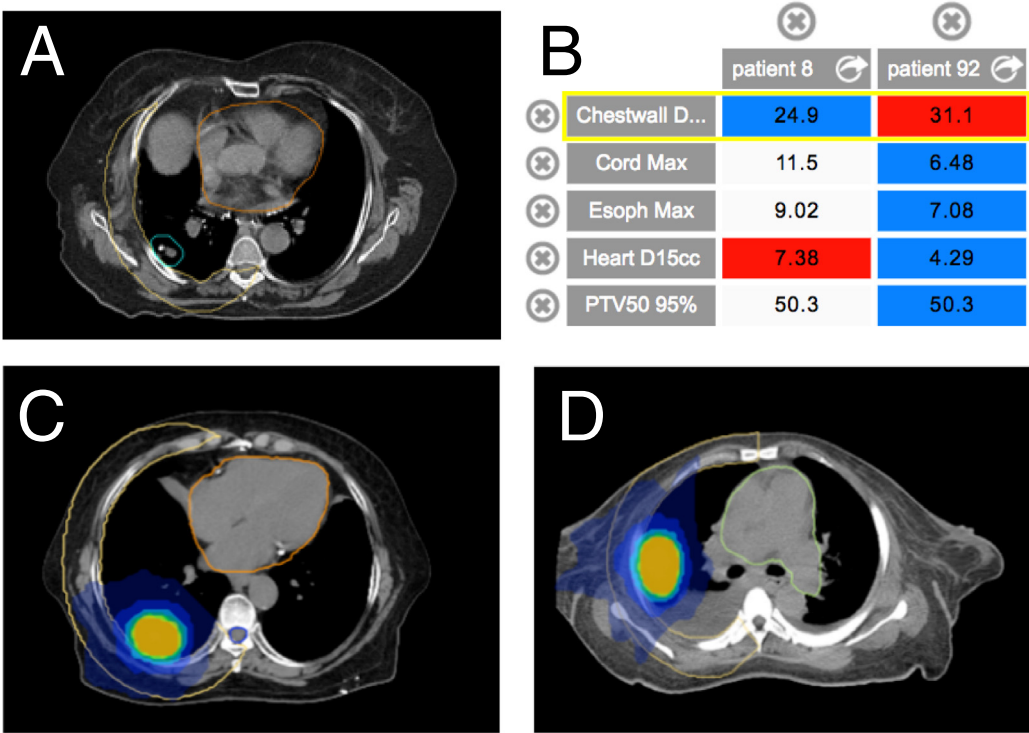 A
B
patient 8 patient 92
Chestwall D... 24.9 31.1
Cord Max 11.5 6.48
Esoph Max 9.02 7.08
Heart D15cc 7.38 4.29
PTV50 95% 50.3 50.3
C
D